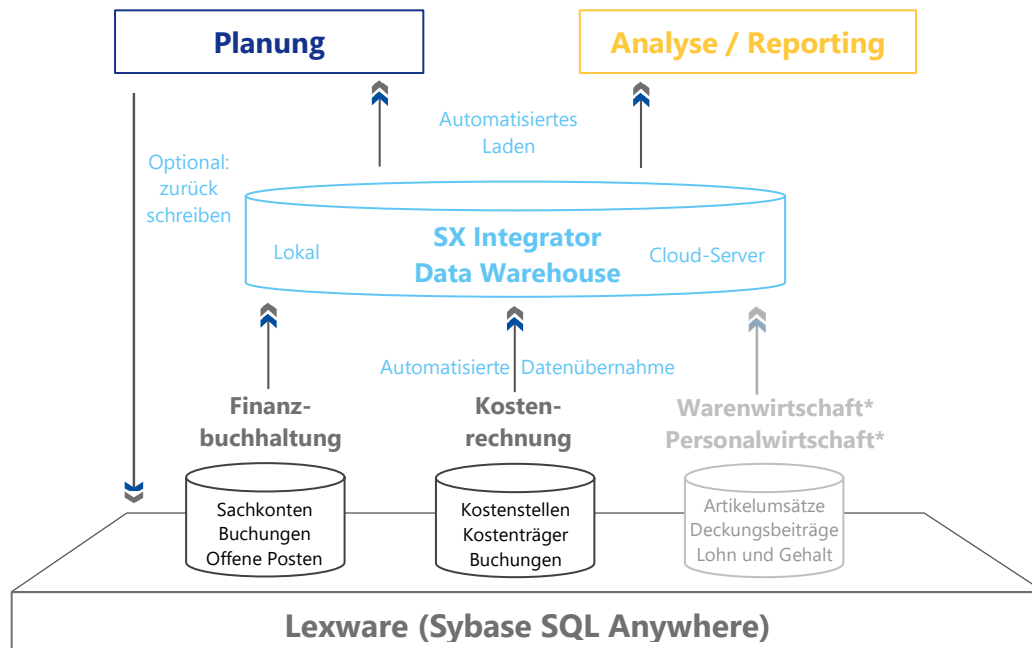 Planung
Analyse / Reporting
Automatisiertes
Laden
Optional:
zurück
schreiben
SX Integrator
Data Warehouse
Lokal
Cloud-Server
Automatisierte Datenübernahme
Finanz-
buchhaltung
Kosten-
rechnung
Warenwirtschaft*
Personalwirtschaft*
Sachkonten
Buchungen
Offene Posten
Kostenstellen
Kostenträger
Buchungen
Artikelumsätze
Deckungsbeiträge
Lohn und Gehalt
Lexware (Sybase SQL Anywhere)